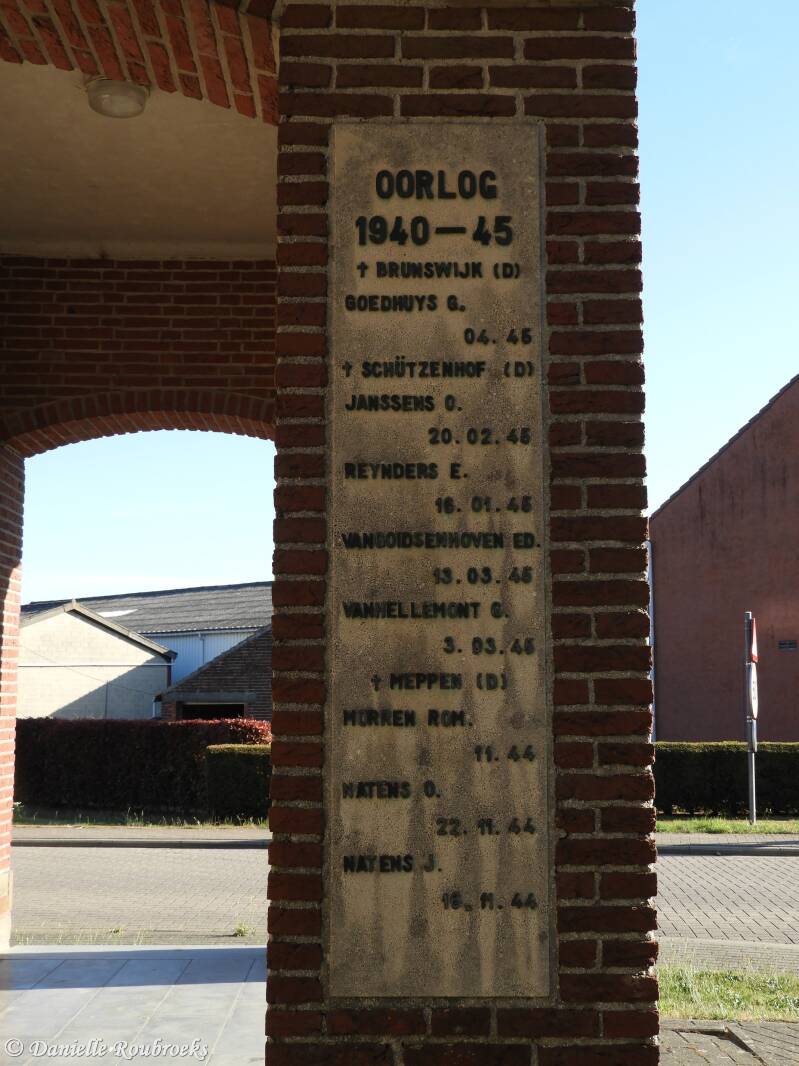 OORLOG
1940—45
✝ BRUNSWIJK (D)
GOEDHUYS G.
04. 45
✝ SCHÜTZENHOF (D)
JANSSENS O.
20. 02. 45
REYNDERS E.
16. 01. 45
VANGOIDSENHOVEN ED.
13. 03. 45
VANHELLEMONT G.
3. 03. 45
✝ MEPPEN (D)
MORREN ROM.
11. 44
NATENS O.
22. 11. 44
NATENS J.
16. 11. 44
© Danielle Roubroeks